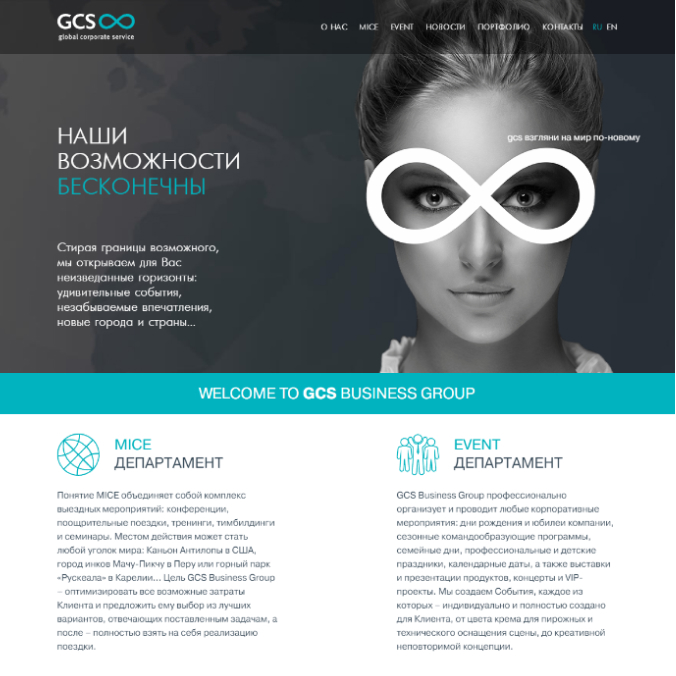 GCS
global corporate service
О НАС MICE EVENT НОВОСТИ ПОРТФОЛИО КОНТАКТЫ RU EN
НАШИ
ВОЗМОЖНОСТИ
БЕСКОНЕЧНЫ
gcs взгляни на мир по-новому
Стирая границы возможного,
мы открываем для Вас
неизведанные горизонты:
удивительные события,
незабываемые впечатления,
новые города и страны...
WELCOME TO GCS BUSINESS GROUP
MICE
ДЕПАРТАМЕНТ
Понятие MICE объединяет собой комплекс
выездных мероприятий: конференции,
поощрительные поездки, тренинги, тимбилдинги
и семинары. Местом действия может стать
любой уголок мира: Каньон Антилопы в США,
город инков Мачу-Пикчу в Перу или горный парк
«Рускеала» в Карелии... Цель GCS Business Group
– оптимизировать все возможные затраты
Клиента и предложить ему выбор из лучших
вариантов, отвечающих поставленным задачам, а
после – полностью взять на себя реализацию
поездки.
EVENT
ДЕПАРТАМЕНТ
GCS Business Group профессионально
организует и проводит любые корпоративные
мероприятия: дни рождения и юбилеи компании,
сезонные командообразующие программы,
семейные дни, профессиональные и детские
праздники, календарные даты, а также выставки
и презентации продуктов, концерты и VIP-
проекты. Мы создаем События, каждое из
которых – индивидуально и полностью создано
для Клиента, от цвета крема для пирожных и
технического оснащения сцены, до креативной
неповторимой концепции.